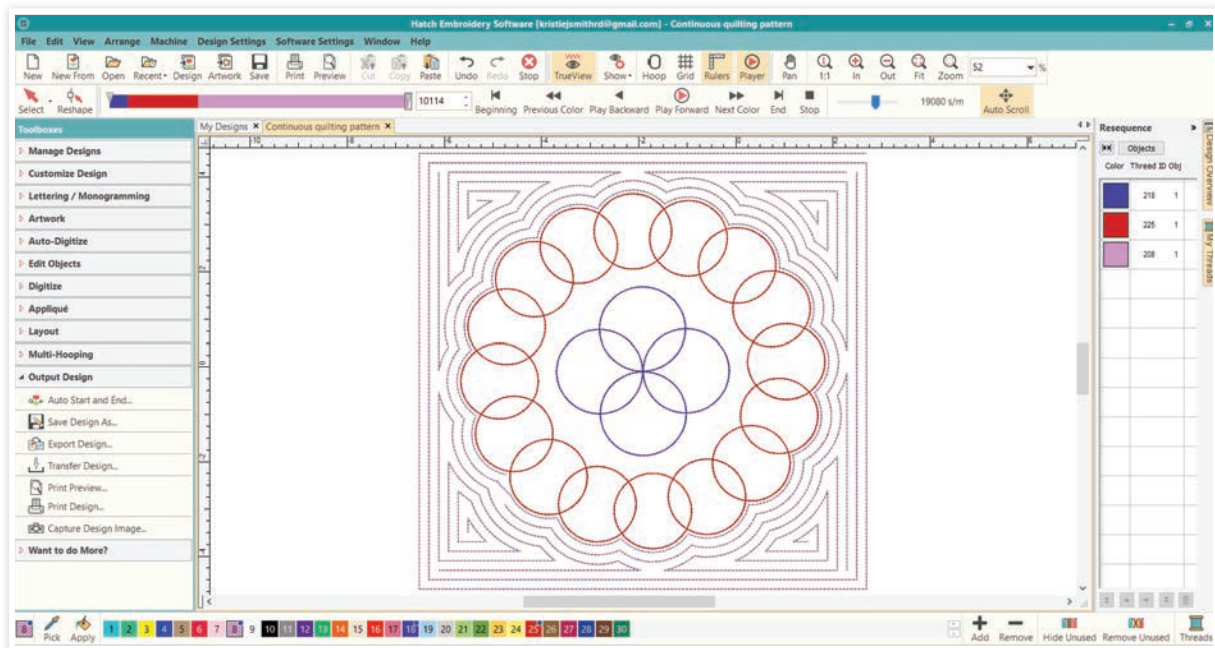 Hatch Embroidery Software [kristiejsmithrd@gmail.com] - Continuous quilting pattern
File Edit View Arrange Machine Design Settings Software Settings Window Help
New New From Open Recent Design Artwork Save Print Preview Cut Copy Paste Undo Redo Stop TrueView Show Hoop Grid Rulers Player Pan 1:1 In Out Fit Zoom 52 %
Select Reshape 10114 Beginning Previous Color Play Backward Play Forward Next Color End Stop 19080 s/m Auto Scroll
Toolboxes
My Designs Continuous quilting pattern
Manage Designs
Customize Design
Lettering / Monogramming
Artwork
Auto-Digitize
Edit Objects
Digitize
Appliqué
Layout
Multi-Hooping
Output Design
Auto Start and End...
Save Design As...
Export Design...
Transfer Design...
Print Preview...
Print Design...
Capture Design Image...
Want to do More?
Resequence
Objects
Color Thread ID Obj
218 1
225 1
208 1
Design Overview
My Threads
8 Pick Apply 1 2 3 4 5 6 7 8 9 10 11 12 13 14 15 16 17 18 19 20 21 22 23 24 25 26 27 28 29 30 Add Remove Hide Unused Remove Unused Threads